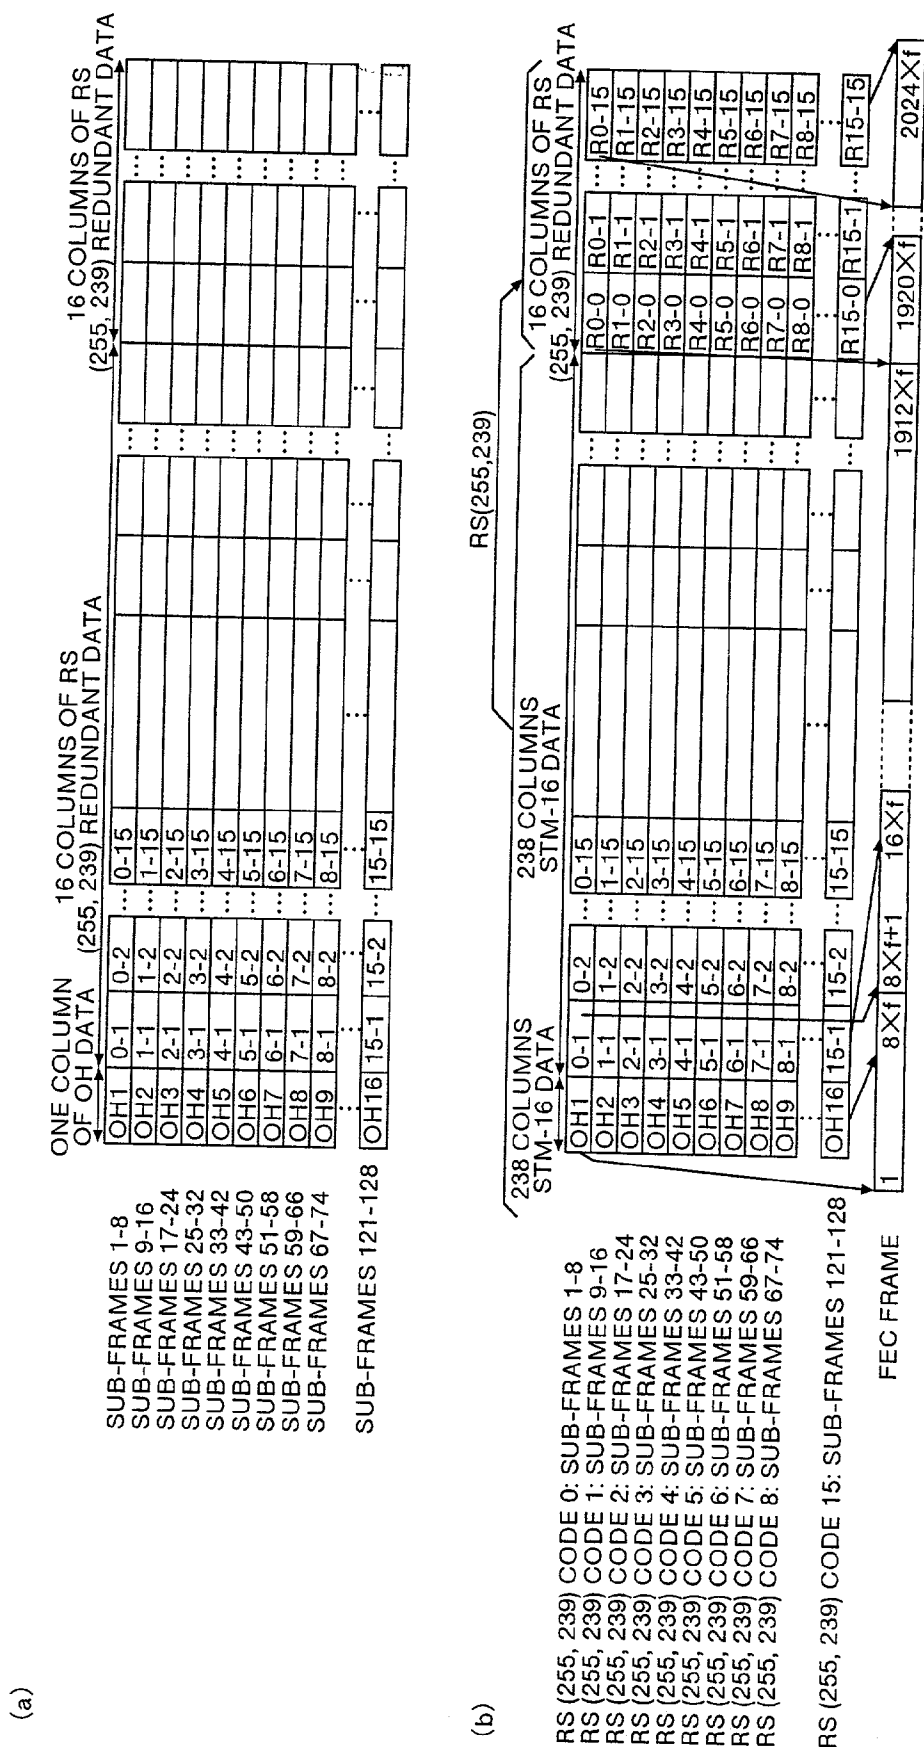 (a)
ONE COLUMN
OF OH DATA
16 COLUMNS OF RS
(255, 239) REDUNDANT DATA
16 COLUMNS OF RS
(255, 239) REDUNDANT DATA
SUB-FRAMES 1-8 OH1 0-1 0-2 ... 0-15
SUB-FRAMES 9-16 OH2 1-1 1-2 ... 1-15
SUB-FRAMES 17-24 OH3 2-1 2-2 ... 2-15
SUB-FRAMES 25-32 OH4 3-1 3-2 ... 3-15
SUB-FRAMES 33-42 OH5 4-1 4-2 ... 4-15
SUB-FRAMES 43-50 OH6 5-1 5-2 ... 5-15
SUB-FRAMES 51-58 OH7 6-1 6-2 ... 6-15
SUB-FRAMES 59-66 OH8 7-1 7-2 ... 7-15
SUB-FRAMES 67-74 OH9 8-1 8-2 ... 8-15
SUB-FRAMES 121-128 OH16 15-1 15-2 ... 15-15
(b)
RS(255,239)
238 COLUMNS
STM-16 DATA
238 COLUMNS
STM-16 DATA
16 COLUMNS OF RS
(255, 239) REDUNDANT DATA
RS (255, 239) CODE 0: SUB-FRAMES 1-8 OH1 0-1 0-2 ... 0-15 ... R0-0 R0-1 ... R0-15
RS (255, 239) CODE 1: SUB-FRAMES 9-16 OH2 1-1 1-2 ... 1-15 ... R1-0 R1-1 ... R1-15
RS (255, 239) CODE 2: SUB-FRAMES 17-24 OH3 2-1 2-2 ... 2-15 ... R2-0 R2-1 ... R2-15
RS (255, 239) CODE 3: SUB-FRAMES 25-32 OH4 3-1 3-2 ... 3-15 ... R3-0 R3-1 ... R3-15
RS (255, 239) CODE 4: SUB-FRAMES 33-42 OH5 4-1 4-2 ... 4-15 ... R4-0 R4-1 ... R4-15
RS (255, 239) CODE 5: SUB-FRAMES 43-50 OH6 5-1 5-2 ... 5-15 ... R5-0 R5-1 ... R5-15
RS (255, 239) CODE 6: SUB-FRAMES 51-58 OH7 6-1 6-2 ... 6-15 ... R6-0 R6-1 ... R6-15
RS (255, 239) CODE 7: SUB-FRAMES 59-66 OH8 7-1 7-2 ... 7-15 ... R7-0 R7-1 ... R7-15
RS (255, 239) CODE 8: SUB-FRAMES 67-74 OH9 8-1 8-2 ... 8-15 ... R8-0 R8-1 ... R8-15
RS (255, 239) CODE 15: SUB-FRAMES 121-128 OH16 15-1 15-2 ... 15-15 ... R15-0 R15-1 ... R15-15
FEC FRAME 1 8×f 8×f+1 16×f 1912×f 1920×f 2024×f